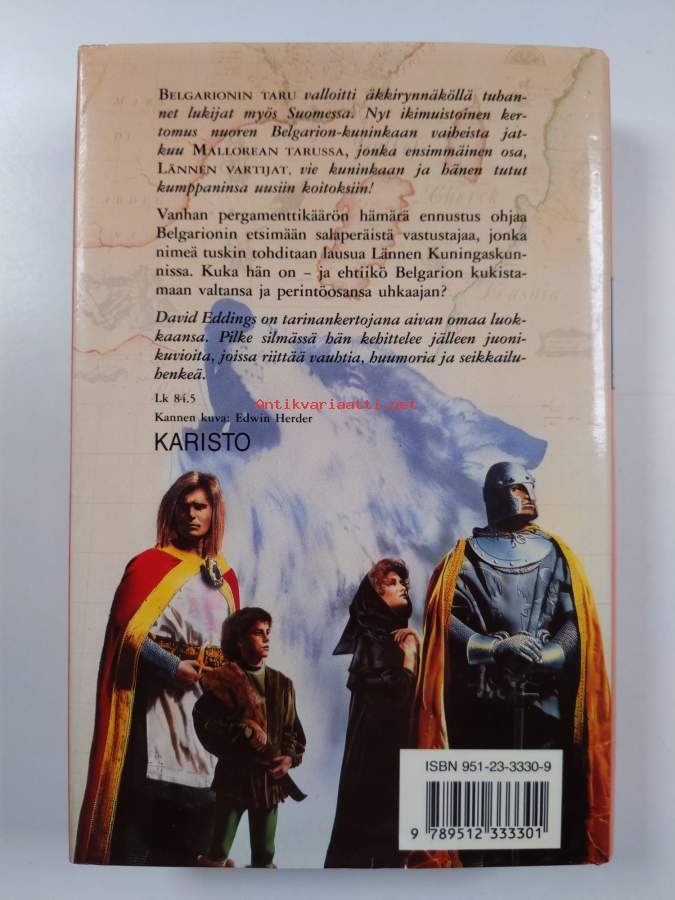 BELGARIONIN TARU valloitti äkkirynnäköllä tuhan-
net lukijat myös Suomessa. Nyt ikimuistoinen ker-
tomus nuoren Belgarion-kuninkaan vaiheista jat-
kuu MALLOREAN TARUSSA, jonka ensimmäinen osa,
LÄNNEN VARTIJAT, vie kuninkaan ja hänen tutut
kumppaninsa uusiin koitoksiin!
Vanhan pergamenttikäärön hämärä ennustus ohjaa
Belgarionin etsimään salaperäistä vastustajaa, jonka
nimeä tuskin tohditaan lausua Lännen Kuningaskun-
nissa. Kuka hän on – ja ehtiikö Belgarion kukista-
maan valtansa ja perintöosansa uhkaajan?
David Eddings on tarinankertojana aivan omaa luok-
kaansa. Pilke silmässä hän kehittelee jälleen juoni-
kuvioita, joissa riittää vauhtia, huumoria ja seikkailu-
henkeä.
Lk 84.5
Antikvariaatti.net
Kannen kuva: Edwin Herder
KARISTO
ISBN 951-23-3330-9
9 789512 333301